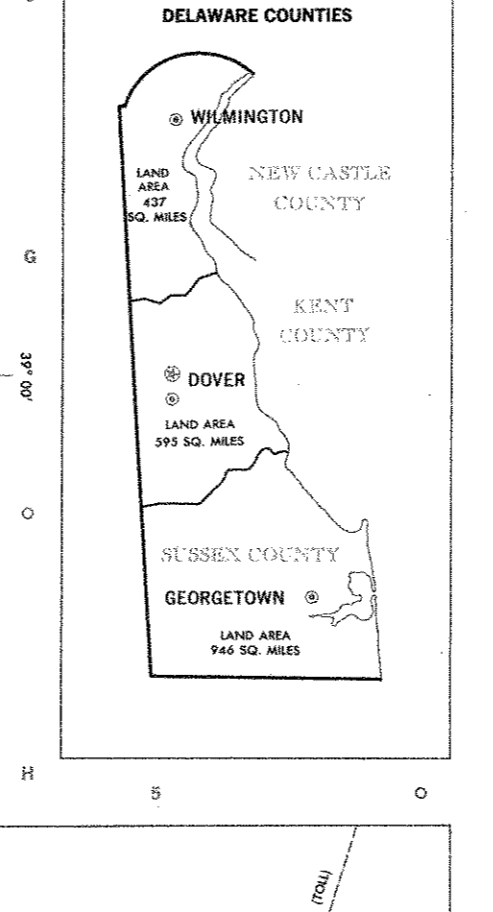 DELAWARE COUNTIES
WILMINGTON
LAND
AREA
437
SQ. MILES
NEW CASTLE
COUNTY
G
KENT
COUNTY
39° 00'
DOVER
LAND AREA
595 SQ. MILES
O
SUSSEX COUNTY
GEORGETOWN
LAND AREA
946 SQ. MILES
H
5
O
(TOLL)